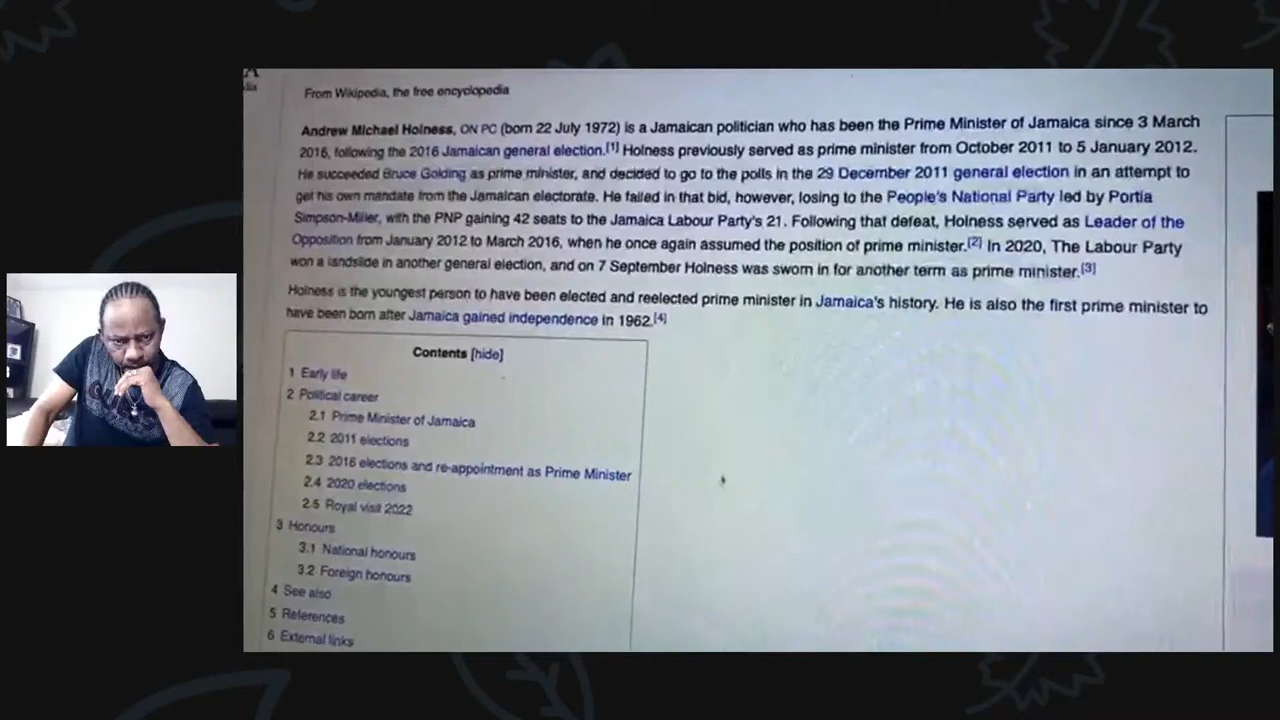 From Wikipedia, the free encyclopedia
Andrew Michael Holness, ON PC (born 22 July 1972) is a Jamaican politician who has been the Prime Minister of Jamaica since 3 March
2016, following the 2016 Jamaican general election.[1] Holness previously served as prime minister from October 2011 to 5 January 2012.
He succeeded Bruce Golding as prime minister, and decided to go to the polls in the 29 December 2011 general election in an attempt to
get his own mandate from the Jamaican electorate. He failed in that bid, however, losing to the People's National Party led by Portia
Simpson-Miller, with the PNP gaining 42 seats to the Jamaica Labour Party's 21. Following that defeat, Holness served as Leader of the
Opposition from January 2012 to March 2016, when he once again assumed the position of prime minister.[2] In 2020, The Labour Party
won a landslide in another general election, and on 7 September Holness was sworn in for another term as prime minister.[3]
Holness is the youngest person to have been elected and reelected prime minister in Jamaica's history. He is also the first prime minister to
have been born after Jamaica gained independence in 1962.[4]
Contents [hide]
1 Early life
2 Political career
2.1 Prime Minister of Jamaica
2.2 2011 elections
2.3 2016 elections and re-appointment as Prime Minister
2.4 2020 elections
2.5 Royal visit 2022
3 Honours
3.1 National honours
3.2 Foreign honours
4 See also
5 References
6 External links